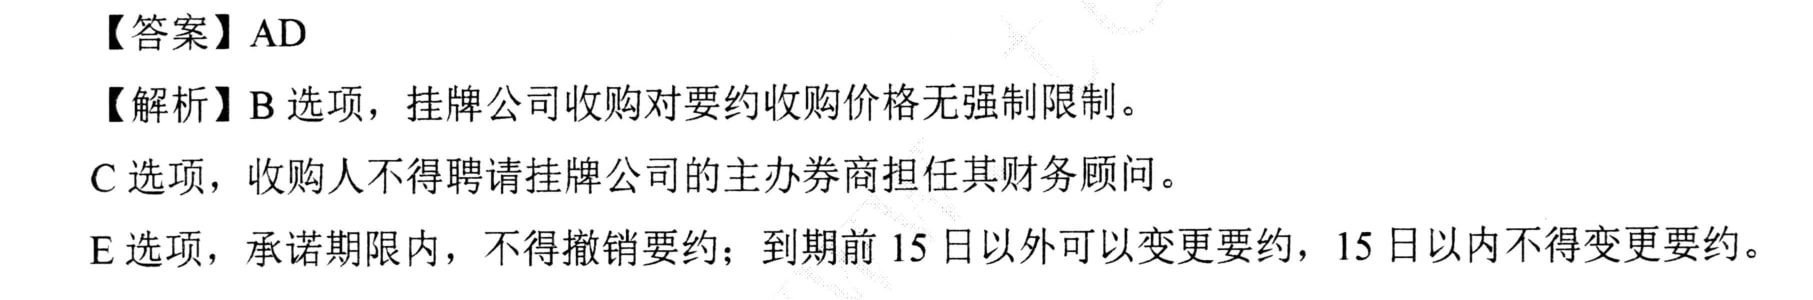 【答案】AD
【解析】B 选项，挂牌公司收购对要约收购价格无强制限制。
C 选项，收购人不得聘请挂牌公司的主办券商担任其财务顾问。
E 选项，承诺期限内，不得撤销要约；到期前 15 日以外可以变更要约，15 日以内不得变更要约。